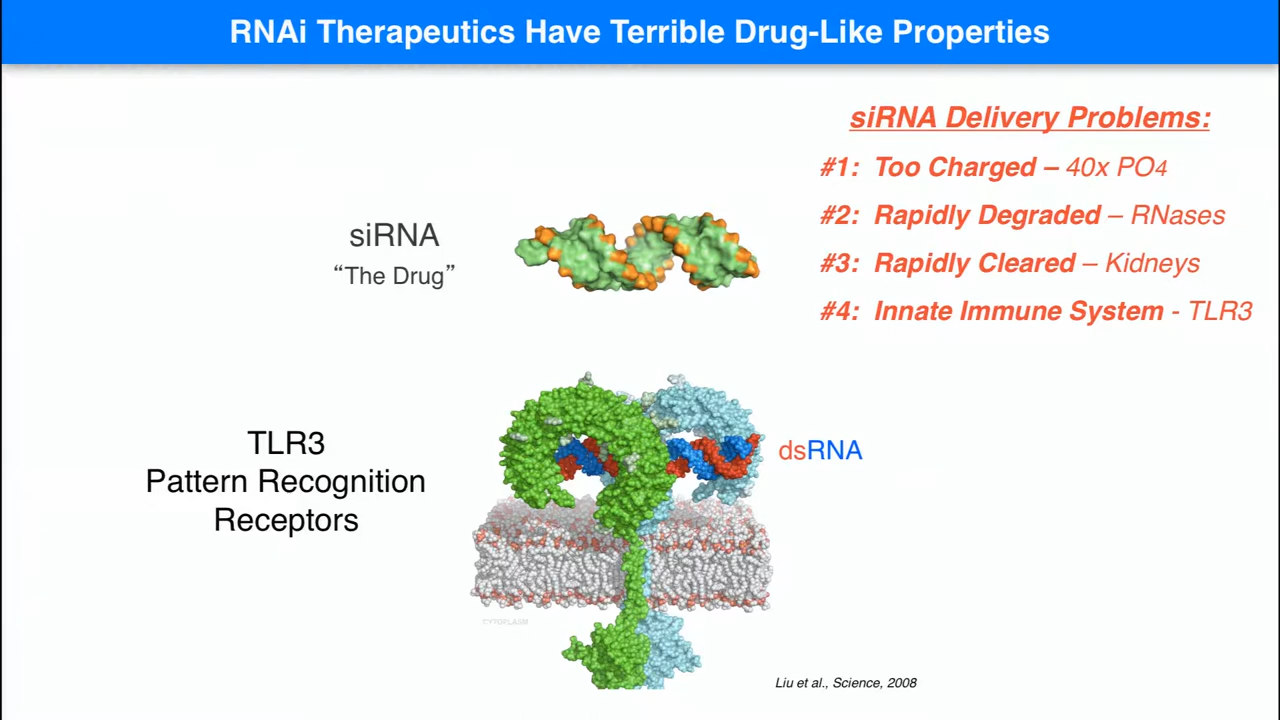 RNAi Therapeutics Have Terrible Drug-Like Properties
siRNA Delivery Problems:
#1: Too Charged – 40x PO4
#2: Rapidly Degraded – RNases
#3: Rapidly Cleared – Kidneys
#4: Innate Immune System - TLR3
siRNA
“The Drug”
TLR3
Pattern Recognition
Receptors
dsRNA
CYTOPLASM
Liu et al., Science, 2008